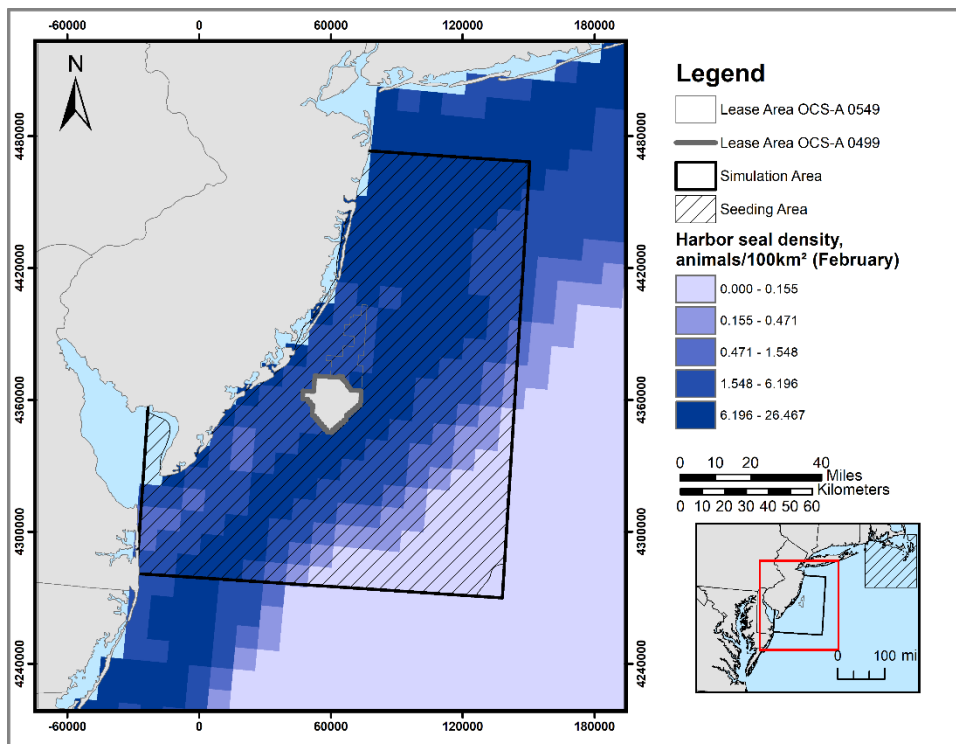 -60000 0 60000 120000 180000
N
4480000 4480000
4420000 4420000
4360000 4360000
4300000 4300000
4240000 4240000
-60000 0 60000 120000 180000
Legend
Lease Area OCS-A 0549
Lease Area OCS-A 0499
Simulation Area
Seeding Area
Harbor seal density,
animals/100km² (February)
0.000 - 0.155
0.155 - 0.471
0.471 - 1.548
1.548 - 6.196
6.196 - 26.467
0 10 20 40
Miles
Kilometers
0 10 20 30 40 50 60
0 100 mi